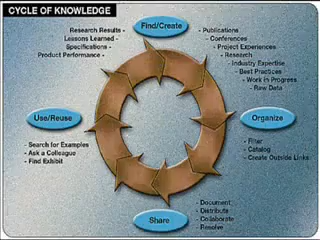 CYCLE OF KNOWLEDGE
Find/Create
Research Results -
Lessons Learned -
Specifications -
Product Performance -
- Publications
- Conferences
- Project Experiences
- Research
- Industry Expertise
- Best Practices
- Work in Progress
- Raw Data
Use/Reuse
- Search for Examples
- Ask a Colleague
- Find Exhibit
Organize
- Filter
- Catalog
- Create Outside Links
Share
- Document
- Distribute
- Collaborate
- Resolve